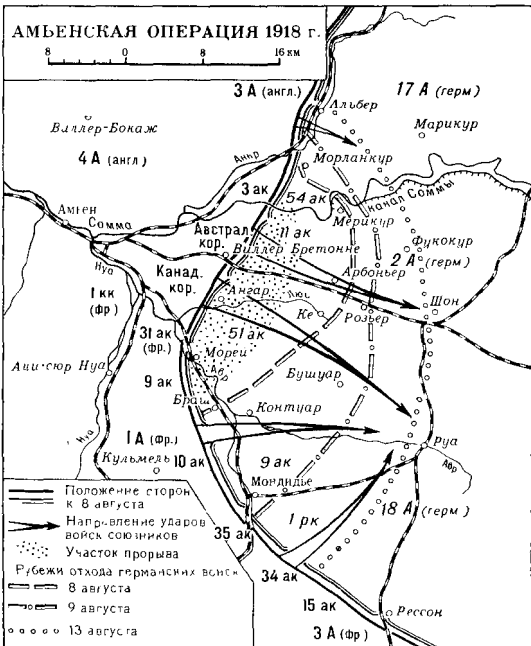 АМЬЕНСКАЯ ОПЕРАЦИЯ 1918 г.
8 0 8 16 км
3 А (англ.)
17 А (герм)
Альбер
Марикур
Виллер-Бокаж
4 А (англ)
Анкр
Морланкур
3 ак
54 ак
канал Соммы
Мерикур
Амьен
Сомма
Австрал.
кор.
11 ак
Фукокур
Виллер Бретонне
2 А (герм)
Нуа
Канад.
кор.
Арбоньер
1 кк
(фр)
Ангар
Люс
Шон
Ке
Розьер
31 ак
(Фр.)
51 ак
Морей
Аци-сюр Нуа
9 ак
Авр
Бушуар
Браш
Контуар
Нуа
1 А (Фр.)
Руа
Кульмель
10 ак
9 ак
Авр
Мондидье
Положение сторон
к 8 августа
1 рк
18 А (герм)
Направление ударов
войск союзников
35 ак
Участок прорыва
Рубежи отхода германских войск
34 ак
8 августа
15 ак
9 августа
Рессон
13 августа
3 А (фр)